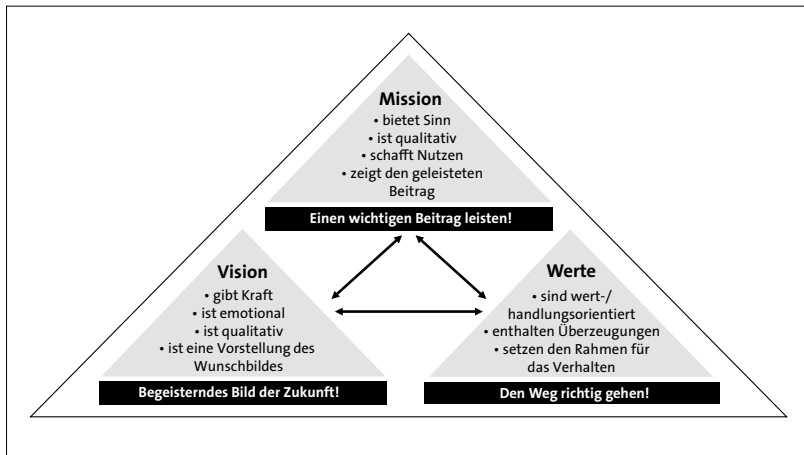 Mission
• bietet Sinn
• ist qualitativ
• schafft Nutzen
• zeigt den geleisteten
Beitrag
Einen wichtigen Beitrag leisten!
Vision
• gibt Kraft
• ist emotional
• ist qualitativ
• ist eine Vorstellung des
Wunschbildes
Begeisterndes Bild der Zukunft!
Werte
• sind wert-/
handlungsorientiert
• enthalten Überzeugungen
• setzen den Rahmen für
das Verhalten
Den Weg richtig gehen!